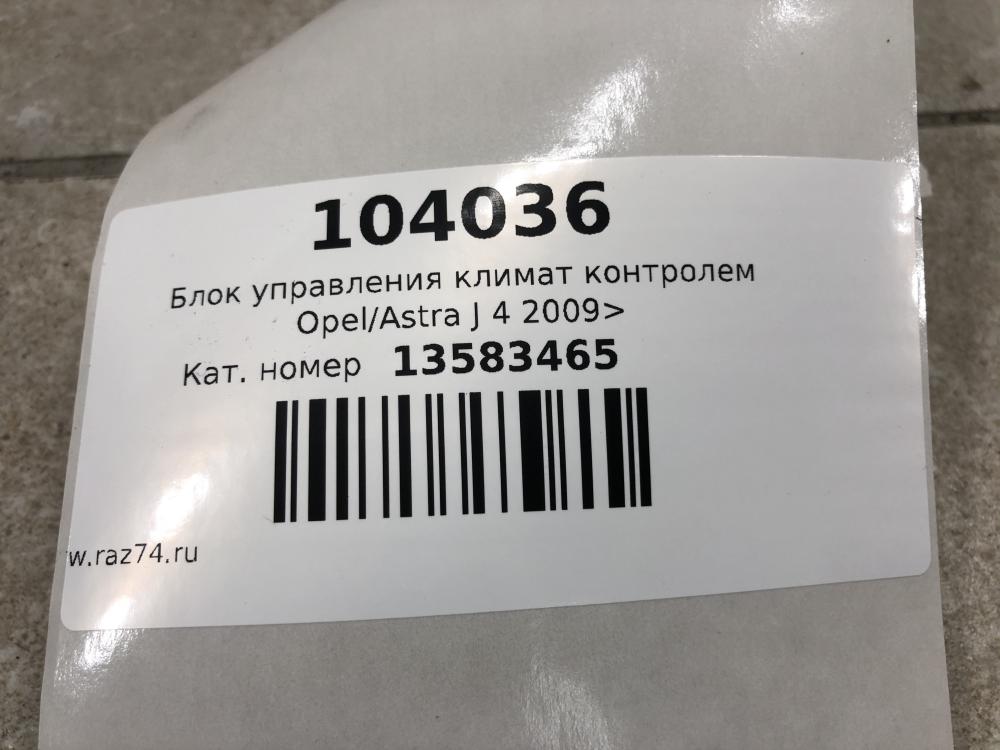 104036
Блок управления климат контролем
Opel/Astra J 4 2009>
Кат. номер 13583465
w.raz74.ru